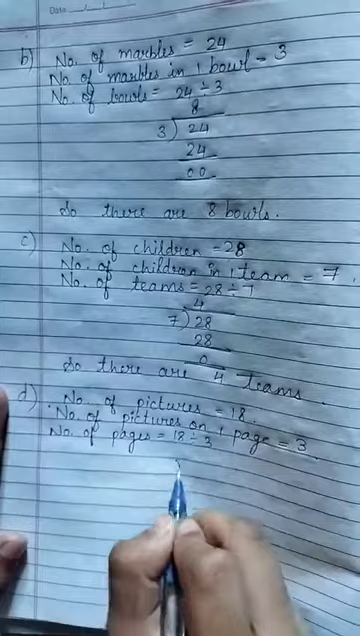 Date
b) No. of marbles = 24
No. of marbles in 1 bowl - 3
No. of bowls = 24 ÷ 3
8
3 ) 24
24
00
So there are 8 bowls.
c) No. of children = 28
No. of children in 1 team = 7.
No. of teams = 28 ÷ 7
4
7 ) 28
28
0
So there are 4 teams.
d) No. of pictures = 18.
No. of pictures on 1 page = 3.
No. of pages = 18 ÷ 3